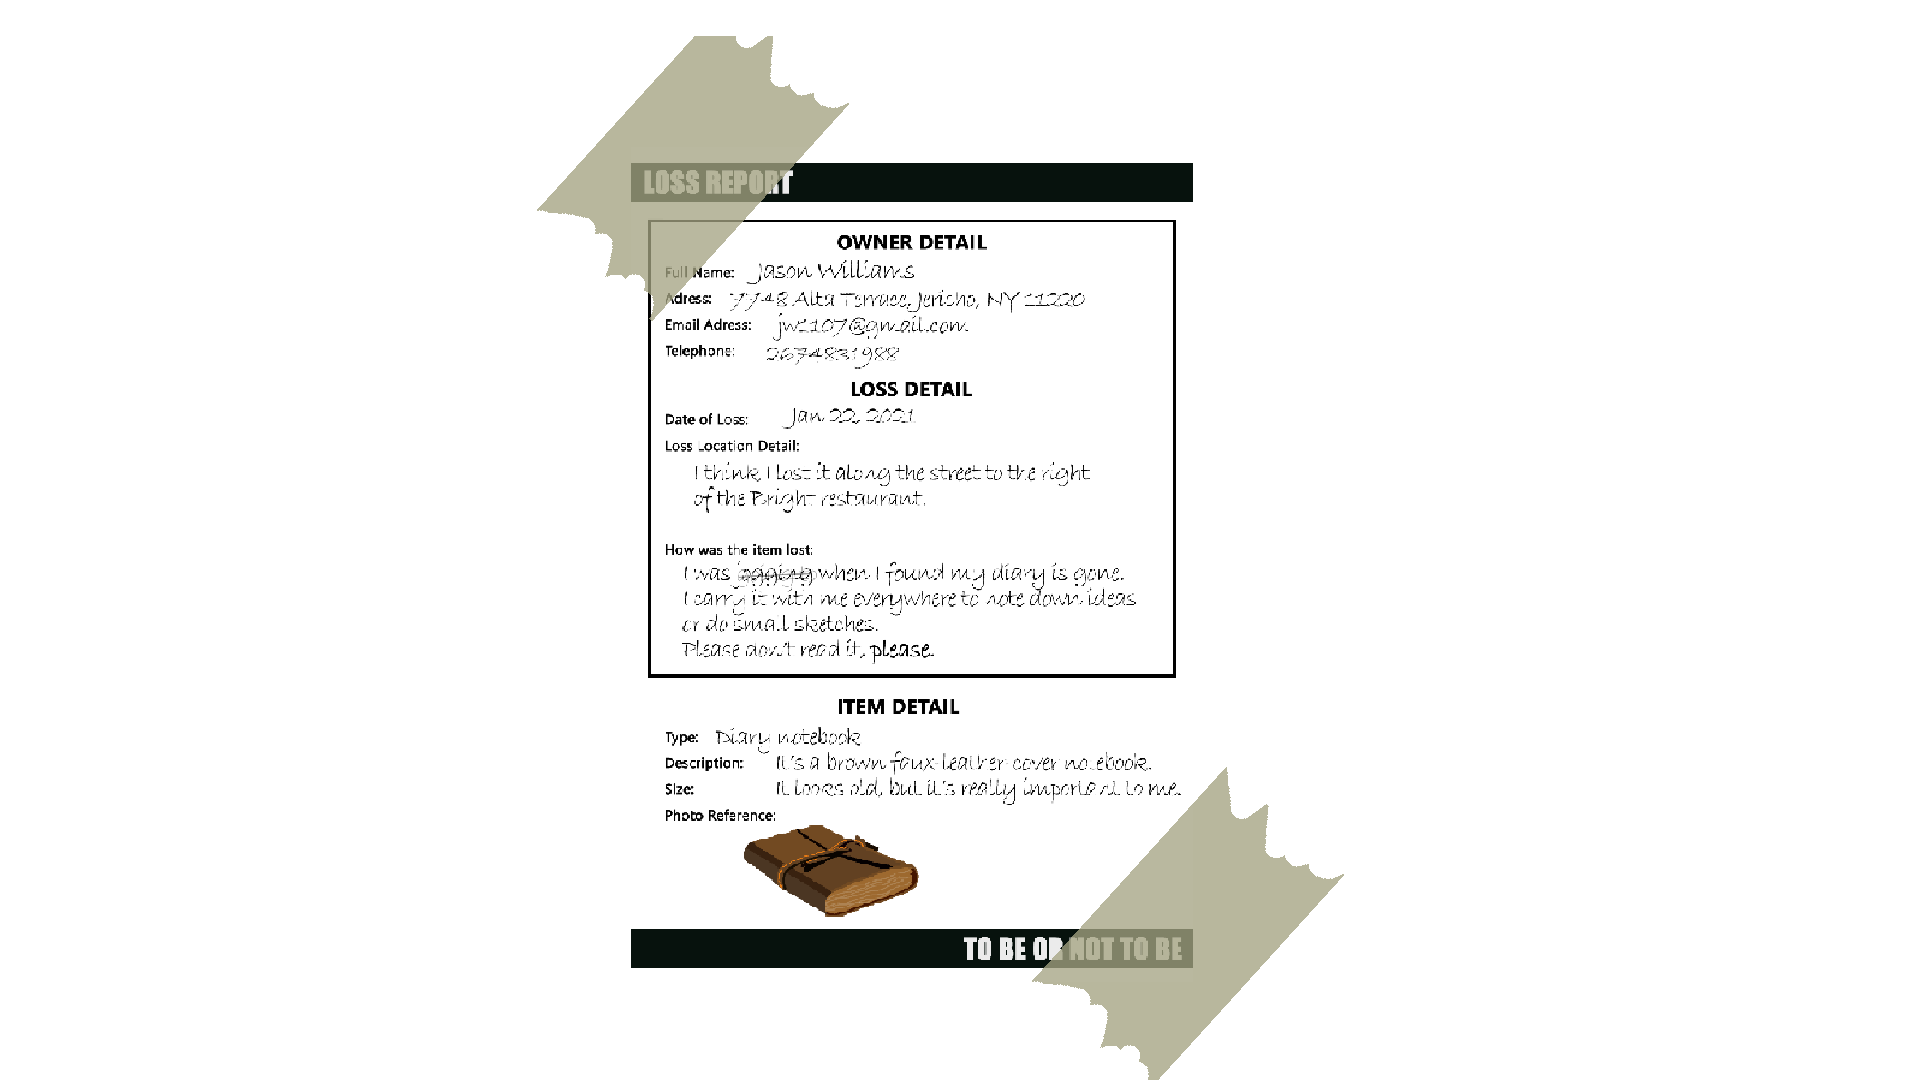 LOSS REPORT
OWNER DETAIL
Full Name: Jason Williams
Adress: 7748 Alta Terrace, Jericho, NY 11220
Email Adress: jw1107@gmail.com
Telephone: 2674831988
LOSS DETAIL
Date of Loss: Jan 22, 2021
Loss Location Detail:
I think I lost it along the street to the right
of the Bright restaurant.
How was the item lost:
I was when I found my diary is gone.
I carry it with me everywhere to note down ideas
or do small sketches.
Please don't read it, please.
ITEM DETAIL
Type: Diary notebook
Description: It's a brown faux-leather cover notebook.
Size: It looks old, but it's really important to me.
Photo Reference:
TO BE OR NOT TO BE